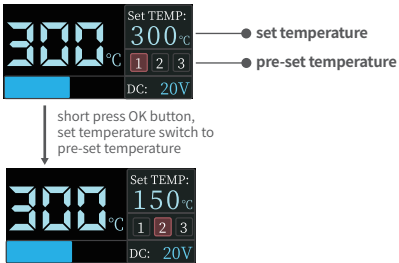 Set TEMP:
300 °C
300°C
set temperature
1 2 3
pre-set temperature
DC: 20V
short press OK button,
set temperature switch to
pre-set temperature
Set TEMP:
300 °C
150°C
1 2 3
DC: 20V